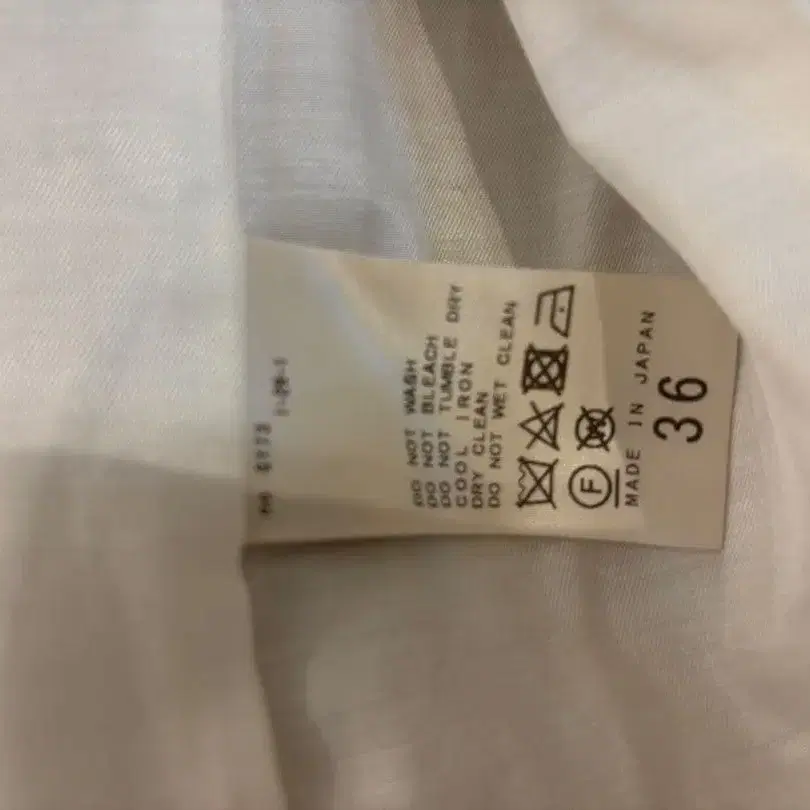 DO NOT WASH
DO NOT BLEACH
DO NOT TUMBLE DRY
COOL IRON
DRY CLEAN
DO NOT WET CLEAN
F W
MADE IN JAPAN
36